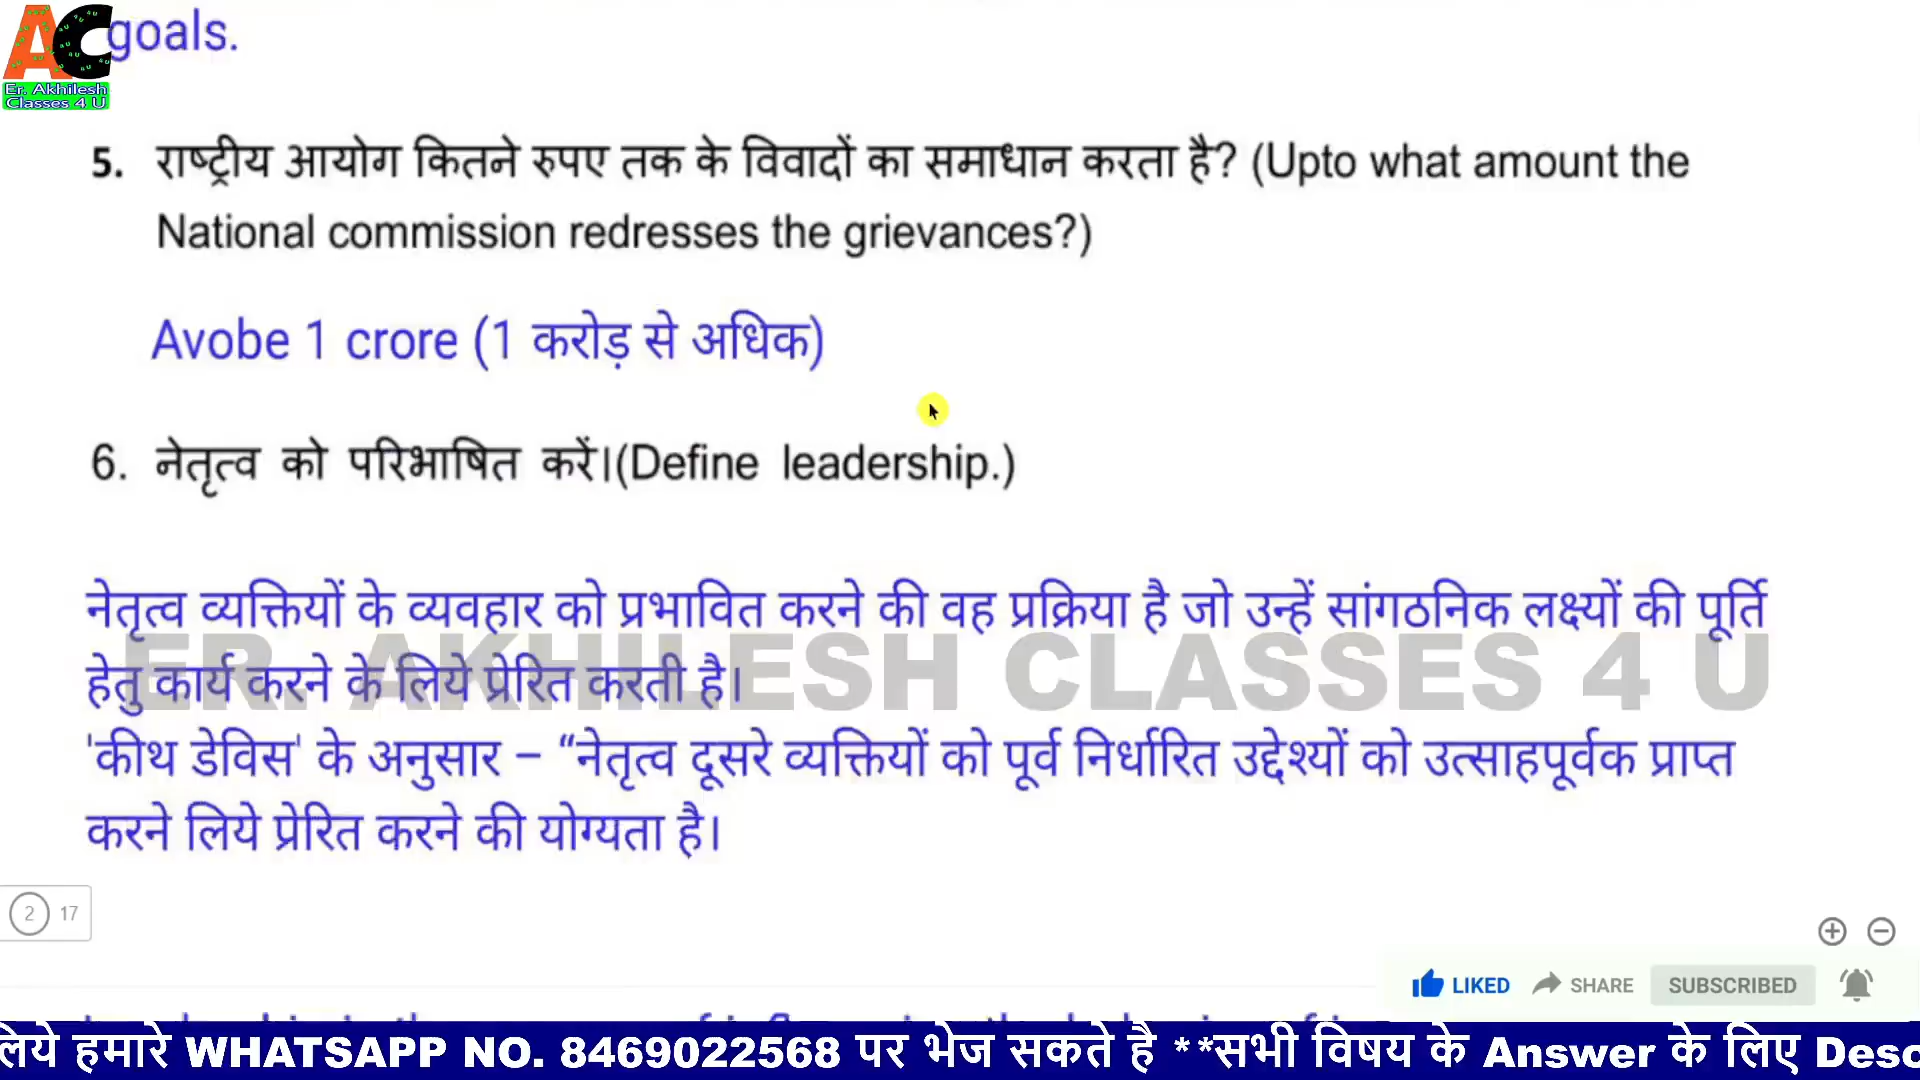 goals.
Er. Akhilesh
Classes 4 U
5. राष्ट्रीय आयोग कितने रुपए तक के विवादों का समाधान करता है? (Upto what amount the
National commission redresses the grievances?)
Avobe 1 crore (1 करोड़ से अधिक)
6. नेतृत्व को परिभाषित करें।(Define leadership.)
नेतृत्व व्यक्तियों के व्यवहार को प्रभावित करने की वह प्रक्रिया है जो उन्हें सांगठनिक लक्ष्यों की पूर्ति
ER. AKHILESH CLASSES 4 U
हेतु कार्य करने के लिये प्रेरित करती है।
'कीथ डेविस' के अनुसार – “नेतृत्व दूसरे व्यक्तियों को पूर्व निर्धारित उद्देश्यों को उत्साहपूर्वक प्राप्त
करने लिये प्रेरित करने की योग्यता है।
2 17
LIKED SHARE SUBSCRIBED
लिये हमारे WHATSAPP NO. 8469022568 पर भेज सकते है **सभी विषय के Answer के लिए Desc